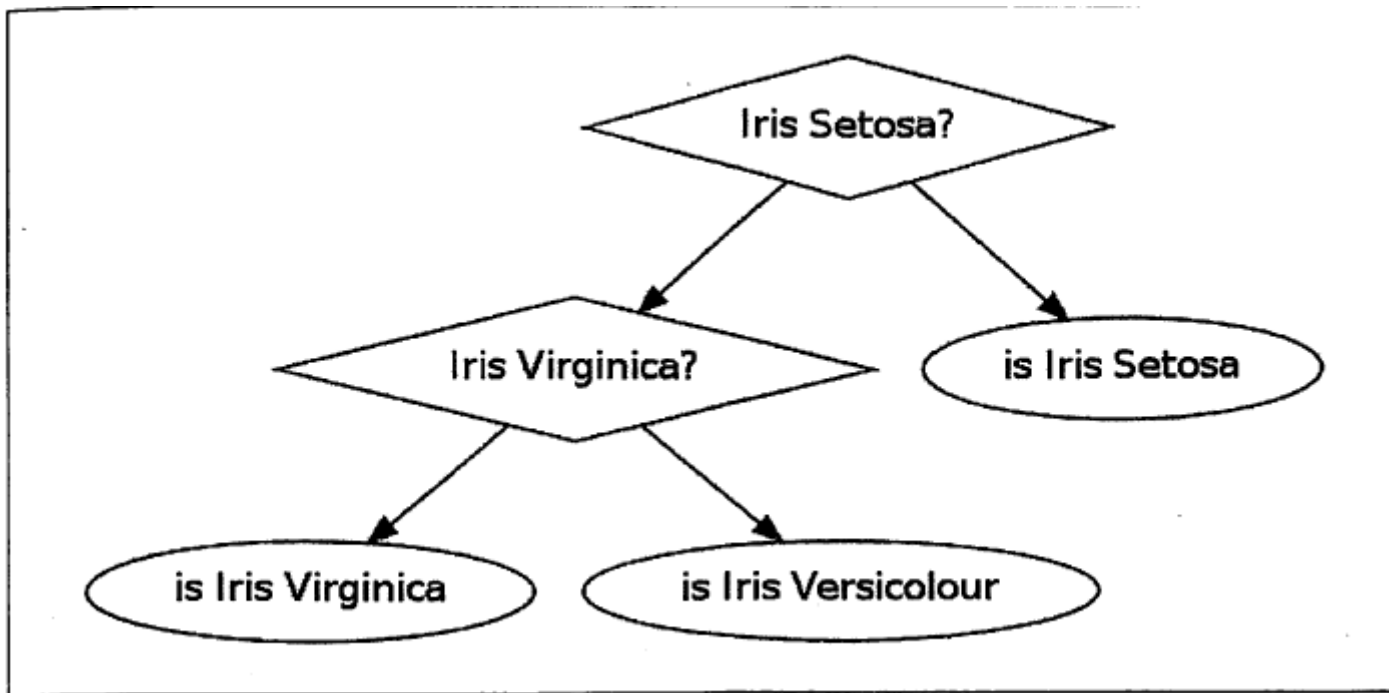 Iris Setosa?
Iris Virginica?
is Iris Setosa
is Iris Virginica
is Iris Versicolour